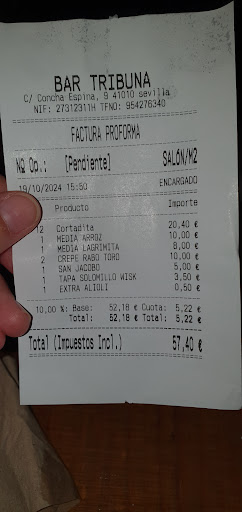 BAR TRIBUNA
C/ Concha Espina, 9 41010 sevilla
NIF: 27312311H TFNO: 954276340
FACTURA PROFORMA
Nº Op.: [Pendiente] SALóN/M2
19/10/2024 15:50 ENCARGADO
Producto Importe
12 Cortadita 20,40 €
1 MEDIA ARROZ 10,00 €
1 MEDIA LAGRIMITA 8,00 €
2 CREPE RABO TORO 10,00 €
1 SAN JACOBO 5,00 €
1 TAPA SOLOMILLO WISK 3,50 €
1 EXTRA ALIOLI 0,50 €
10,00 %: Base: 52,18 € Cuota: 5,22 €
Total: 52,18 € Total: 5,22 €
Total (Impuestos Incl.) 57,40 €